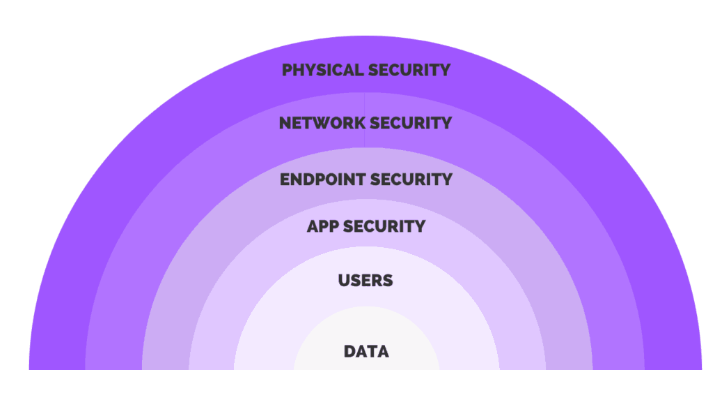 PHYSICAL SECURITY
NETWORK SECURITY
ENDPOINT SECURITY
APP SECURITY
USERS
DATA